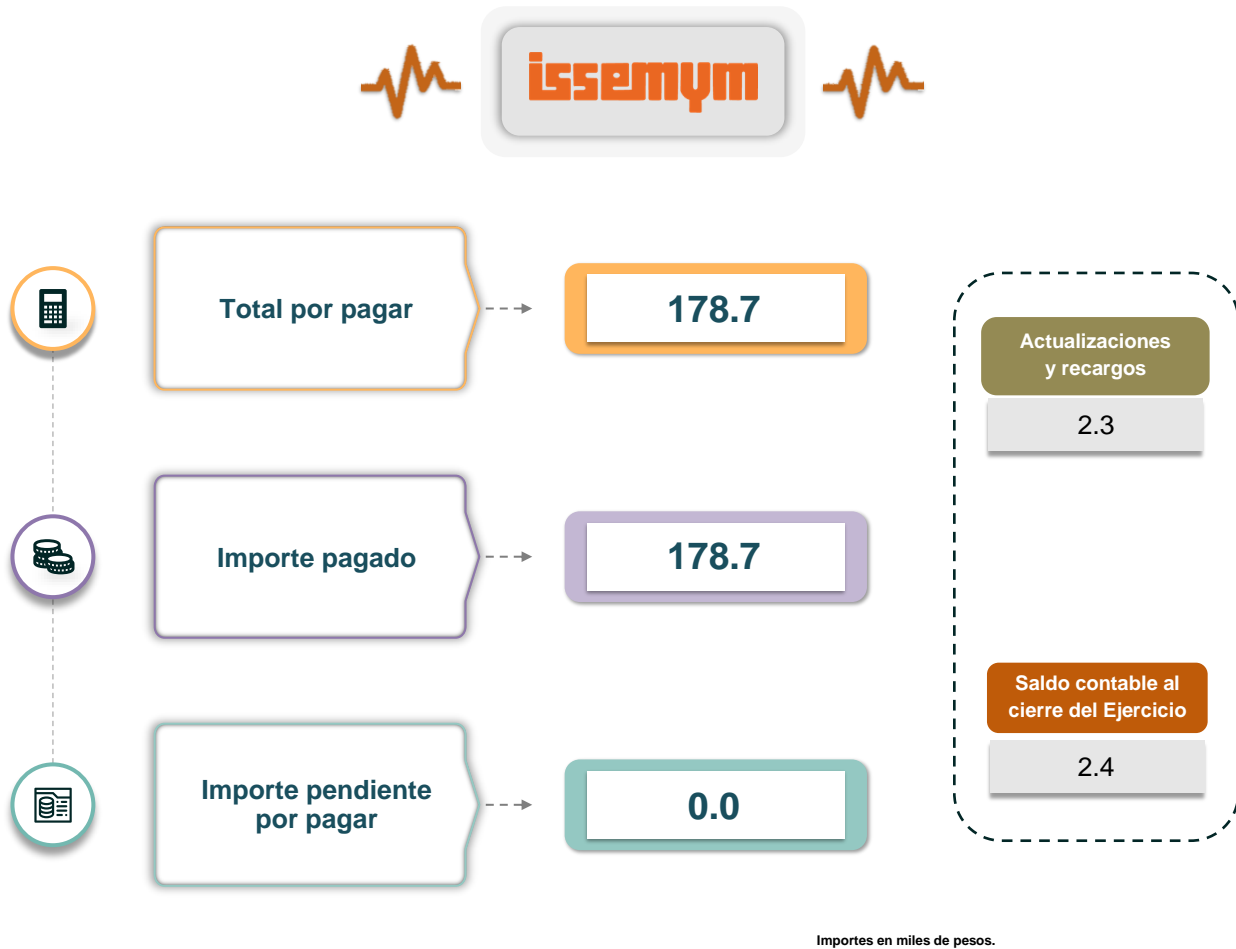 issemym
Total por pagar
178.7
Actualizaciones
y recargos
2.3
Importe pagado
178.7
Saldo contable al
cierre del Ejercicio
2.4
Importe pendiente
por pagar
0.0
Importes en miles de pesos.